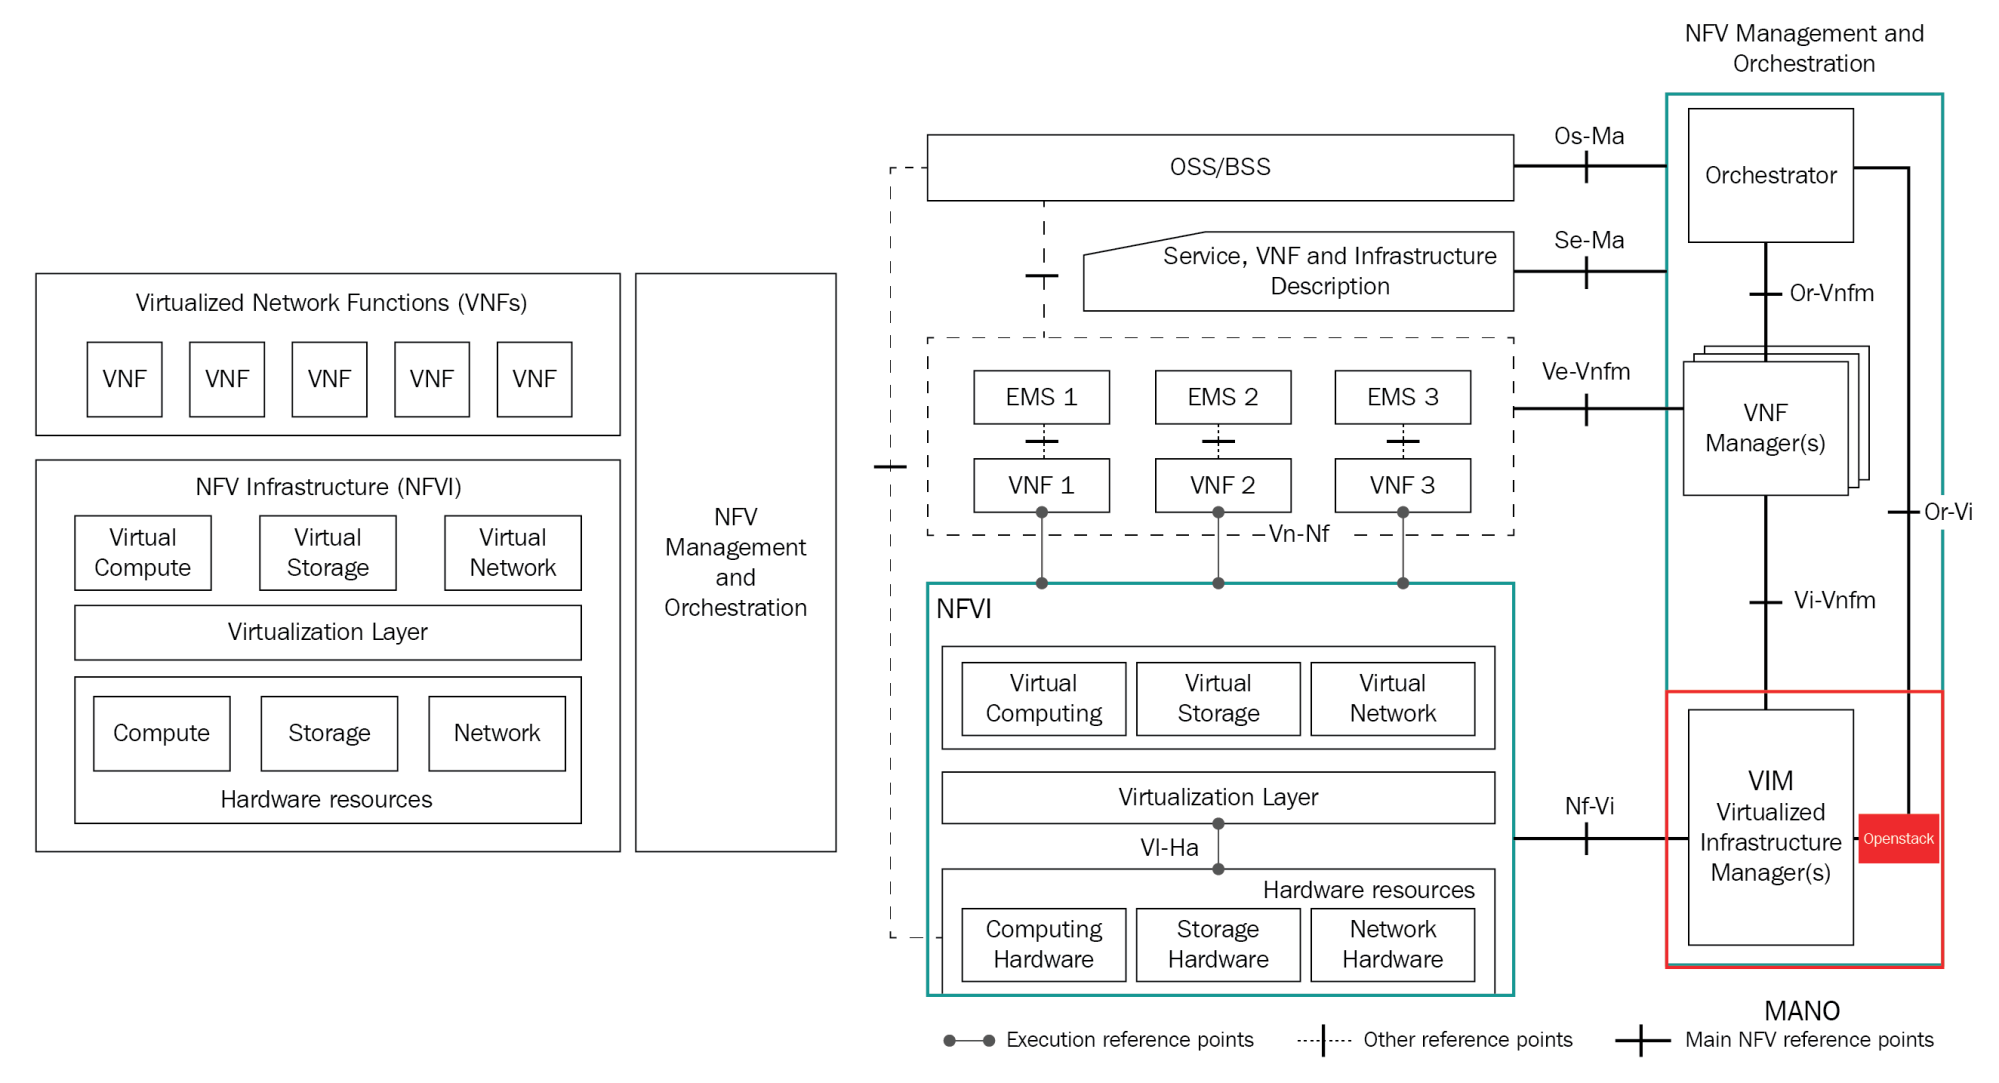 Virtualized Network Functions (VNFs)
VNF
VNF
VNF
VNF
VNF
NFV Infrastructure (NFVI)
Virtual
Compute
Virtual
Storage
Virtual
Network
Virtualization Layer
Compute
Storage
Network
Hardware resources
NFV
Management
and
Orchestration
NFV Management and
Orchestration
OSS/BSS
Os-Ma
Orchestrator
Service, VNF and Infrastructure
Description
Se-Ma
Or-Vnfm
EMS 1
EMS 2
EMS 3
Ve-Vnfm
VNF
Manager(s)
VNF 1
VNF 2
VNF 3
Vn-Nf
Or-Vi
NFVI
Vi-Vnfm
Virtual
Computing
Virtual
Storage
Virtual
Network
Virtualization Layer
Vl-Ha
Nf-Vi
VIM
Virtualized
Infrastructure
Manager(s)
Openstack
Hardware resources
Computing
Hardware
Storage
Hardware
Network
Hardware
MANO
Execution reference points
Other reference points
Main NFV reference points